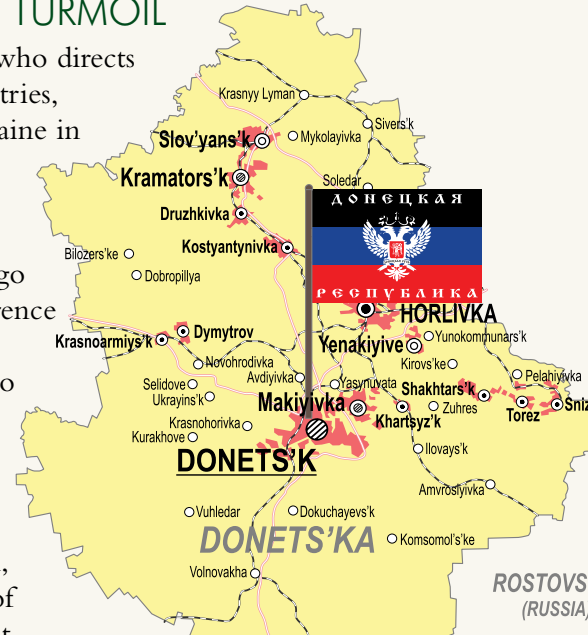 TURMOIL
who directs
tries,
aine in
go
rence
o
,
of
t
Krasnyy Lyman
Sivers'k
Slov'yans'k
Mykolayivka
Kramators'k
Soledar
Druzhkivka
ДОНЕЦКАЯ
РЕСПУБЛИКА
Kostyantynivka
Bilozers'ke
Dobropillya
HORLIVKA
Dymytrov
Krasnoarmiys'k
Yunokommunars'k
Yenakiyive
Novohrodivka
Kirovs'ke
Avdiyivka
Yasynuvata
Pelahiyivka
Selidove
Shakhtars'k
Ukrayins'k
Makiyivka
Zuhres
Torez
Sniz
Khartsyz'k
Krasnohorivka
Kurakhove
Ilovays'k
DONETS'K
Amvrosiyivka
Vuhledar
Dokuchayevs'k
DONETS'KA
Komsomol's'ke
Volnovakha
ROSTOVS
(RUSSIA)